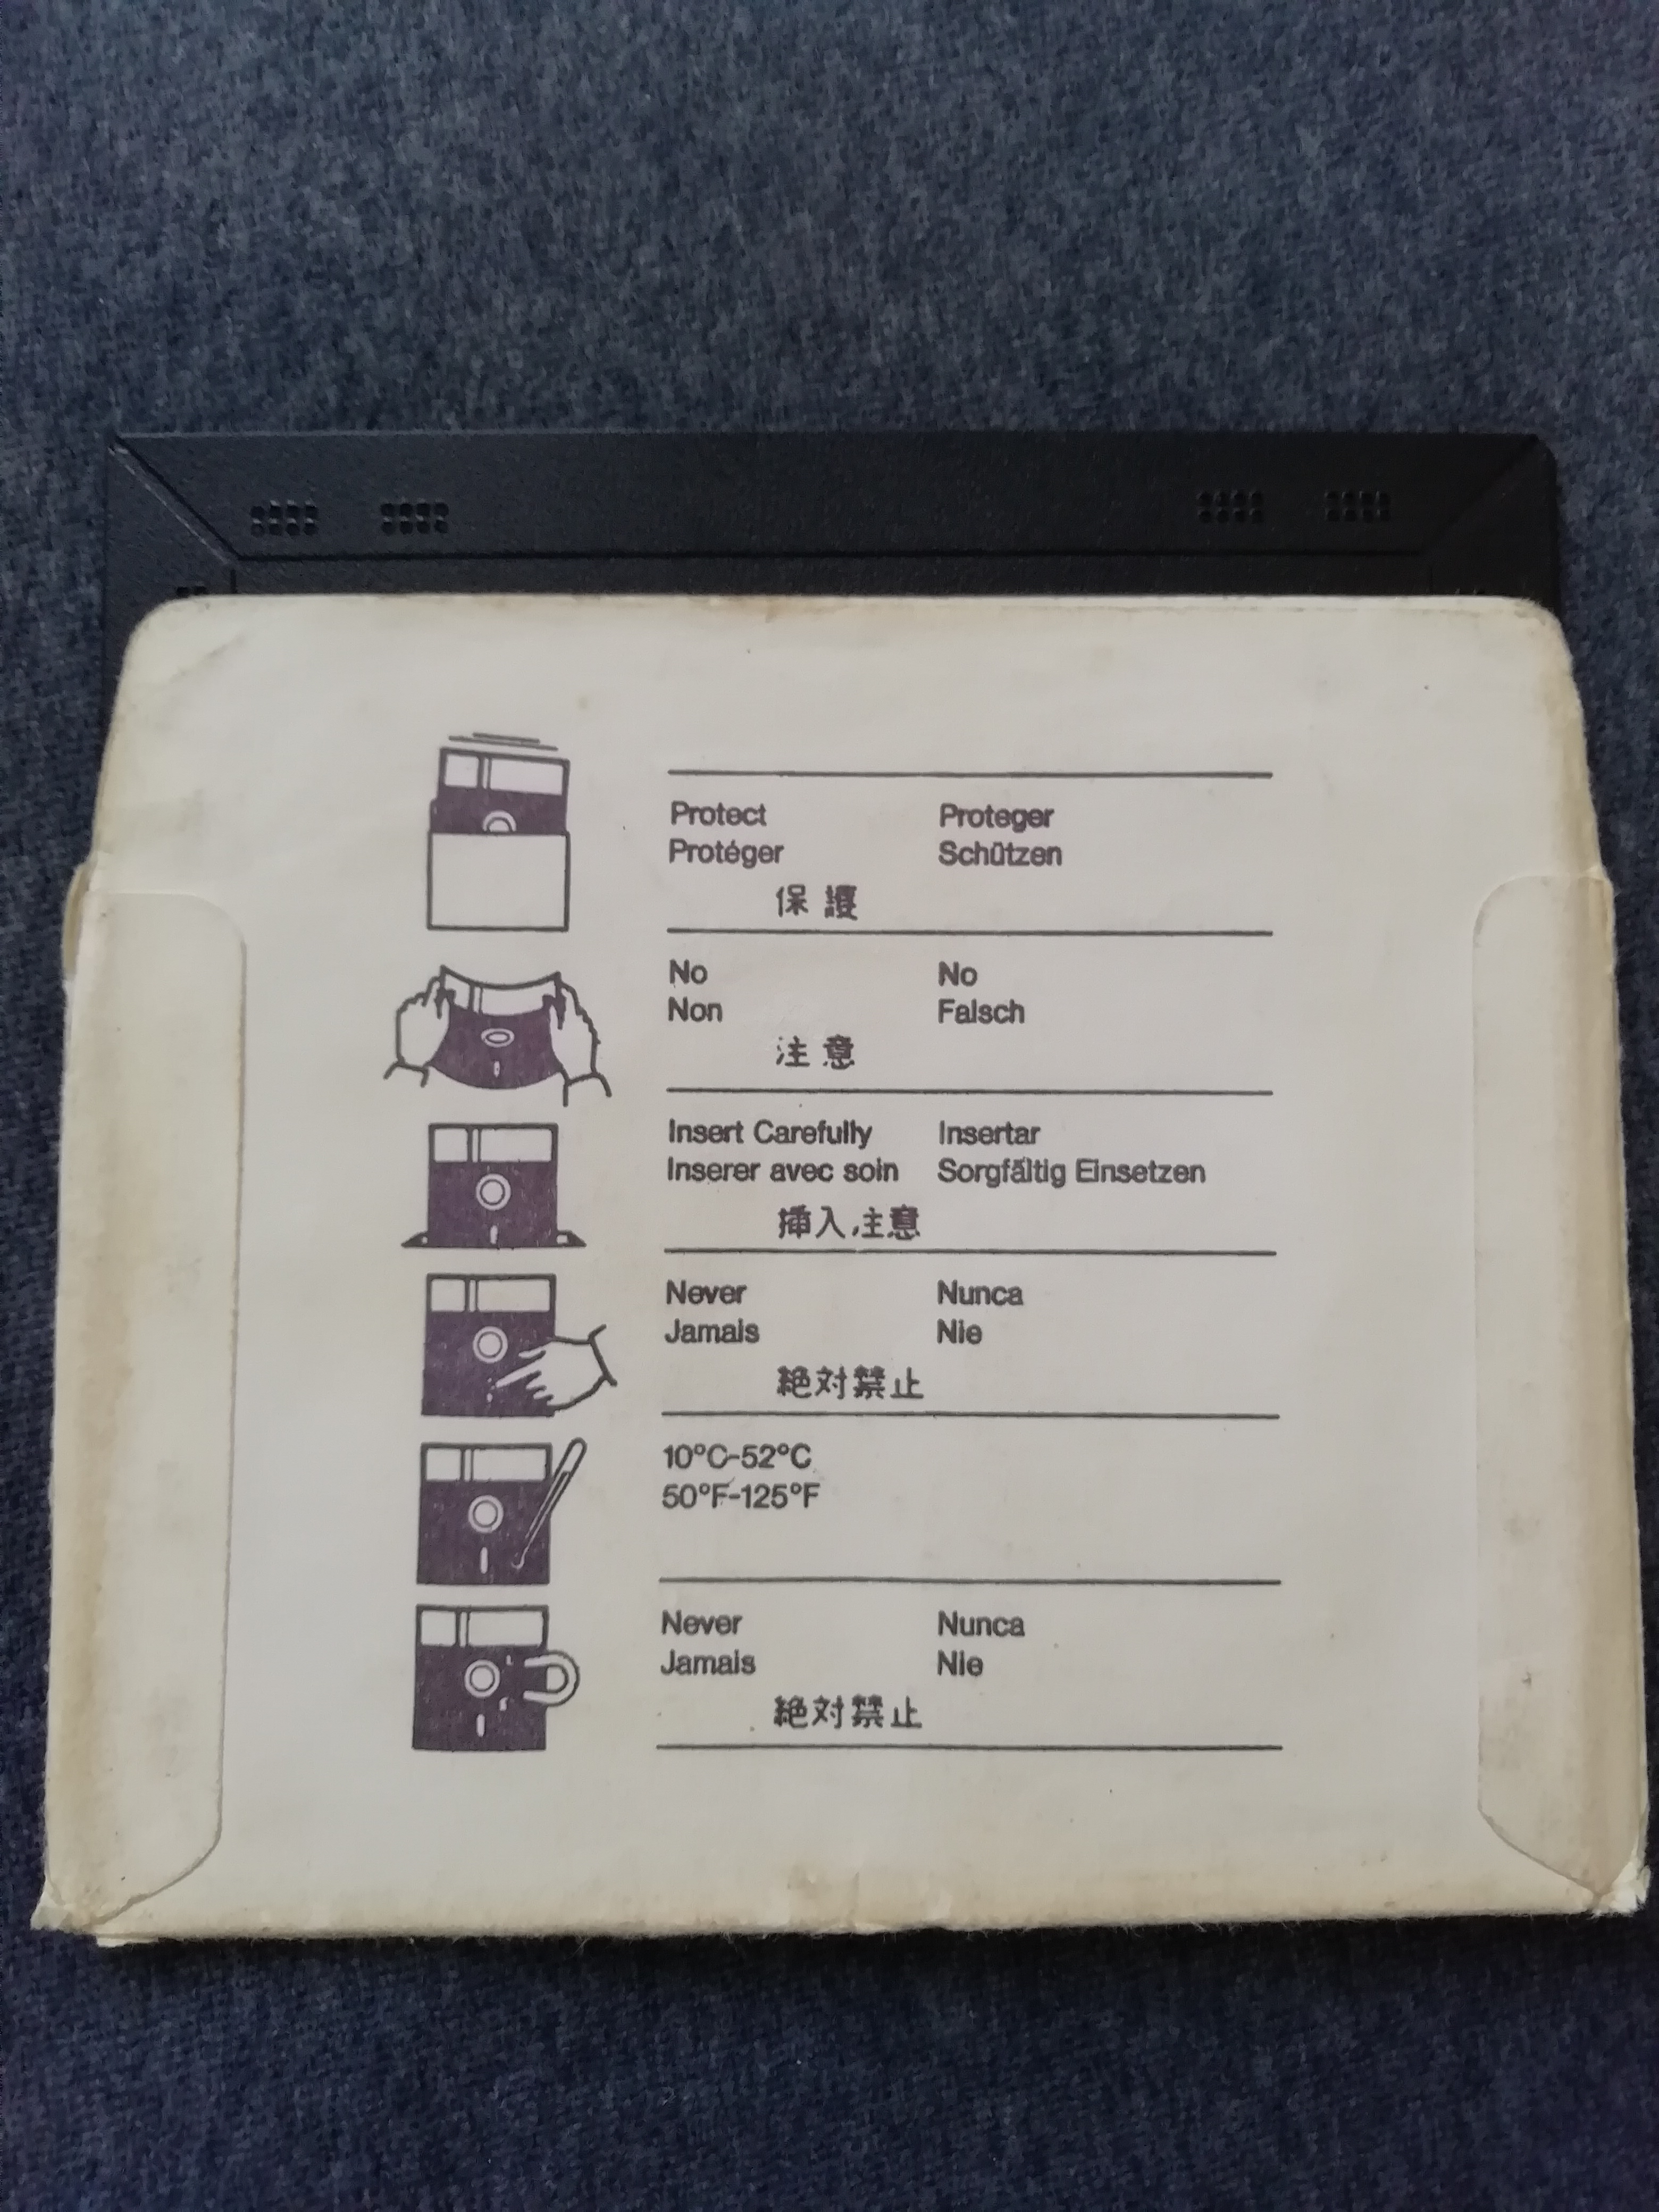 Protect Proteger
Protéger Schützen
保護
No No
Non Falsch
注意
Insert Carefully Insertar
Inserer avec soin Sorgfältig Einsetzen
挿入注意
Never Nunca
Jamais Nie
絶対禁止
10°C-52°C
50°F-125°F
Never Nunca
Jamais Nie
絶対禁止